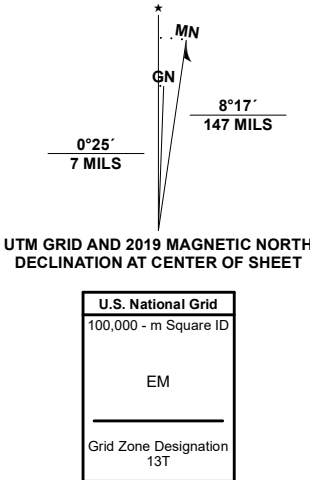 ★
MN
GN
8°17´
147 MILS
0°25´
7 MILS
UTM GRID AND 2019 MAGNETIC NORTH
DECLINATION AT CENTER OF SHEET
U.S. National Grid
100,000 - m Square ID
EM
Grid Zone Designation
13T